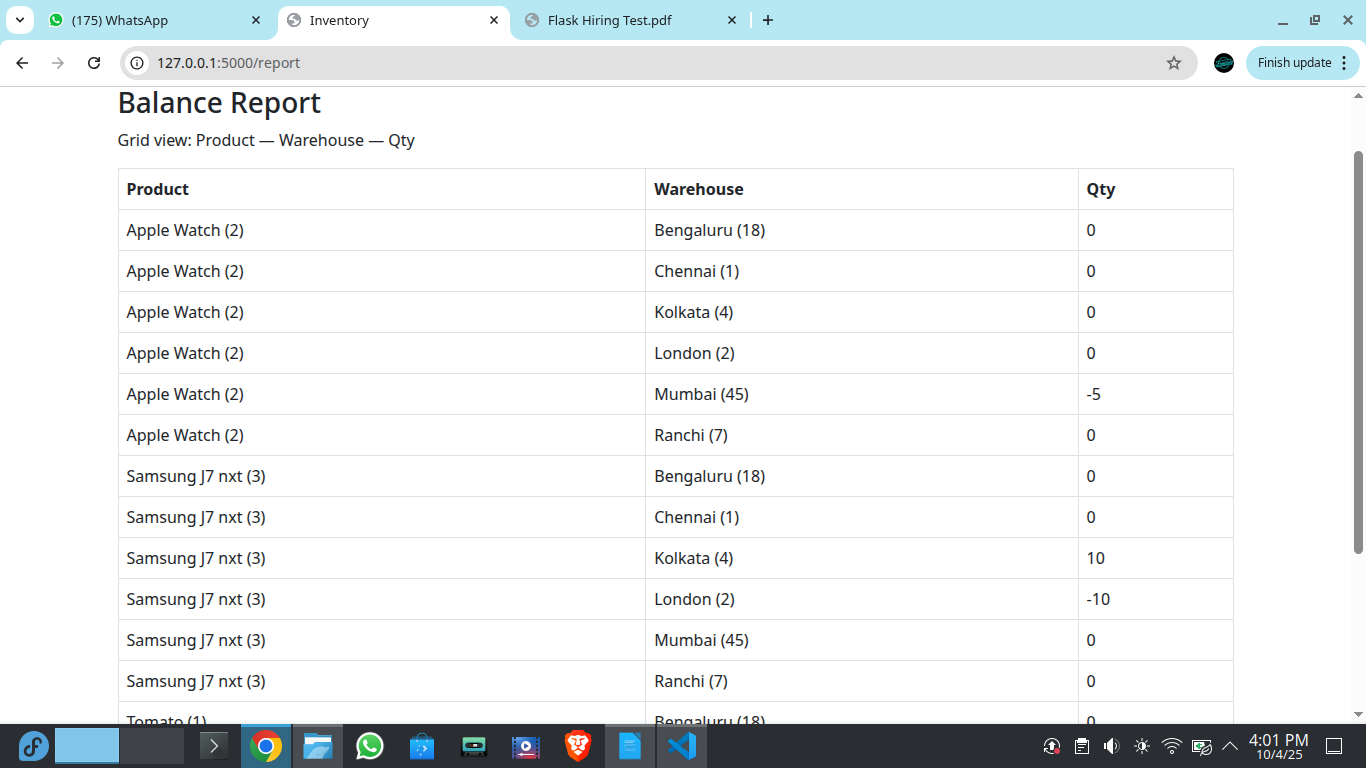 (175) WhatsApp
Inventory
Flask Hiring Test.pdf
127.0.0.1:5000/report
Finish update
Balance Report
Grid view: Product — Warehouse — Qty
Product Warehouse Qty
Apple Watch (2) Bengaluru (18) 0
Apple Watch (2) Chennai (1) 0
Apple Watch (2) Kolkata (4) 0
Apple Watch (2) London (2) 0
Apple Watch (2) Mumbai (45) -5
Apple Watch (2) Ranchi (7) 0
Samsung J7 nxt (3) Bengaluru (18) 0
Samsung J7 nxt (3) Chennai (1) 0
Samsung J7 nxt (3) Kolkata (4) 10
Samsung J7 nxt (3) London (2) -10
Samsung J7 nxt (3) Mumbai (45) 0
Samsung J7 nxt (3) Ranchi (7) 0
Tomato (1) Bengaluru (18) 0
4:01 PM
10/4/25